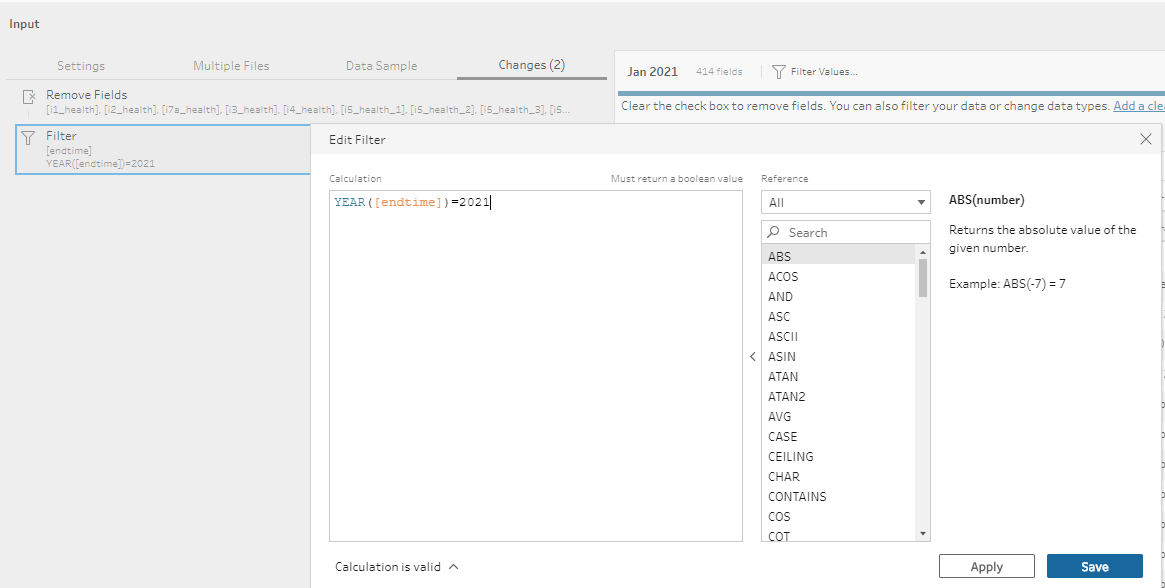 Input
Settings
Multiple Files
Data Sample
Changes (2)
Remove Fields
[i1_health], [i2_health], [i7a_health], [i3_health], [i4_health], [i5_health_1], [i5_health_2], [i5_health_3], [i5...
Filter
[endtime]
YEAR([endtime])=2021
Jan 2021
414 fields
Filter Values...
Clear the check box to remove fields. You can also filter your data or change data types. Add a clea
Edit Filter
Calculation
Must return a boolean value
YEAR([endtime])=2021
Reference
All
Search
ABS
ACOS
AND
ASC
ASCII
ASIN
ATAN
ATAN2
AVG
CASE
CEILING
CHAR
CONTAINS
COS
COT
ABS(number)
Returns the absolute value of the
given number.
Example: ABS(-7) = 7
Calculation is valid
Apply
Save